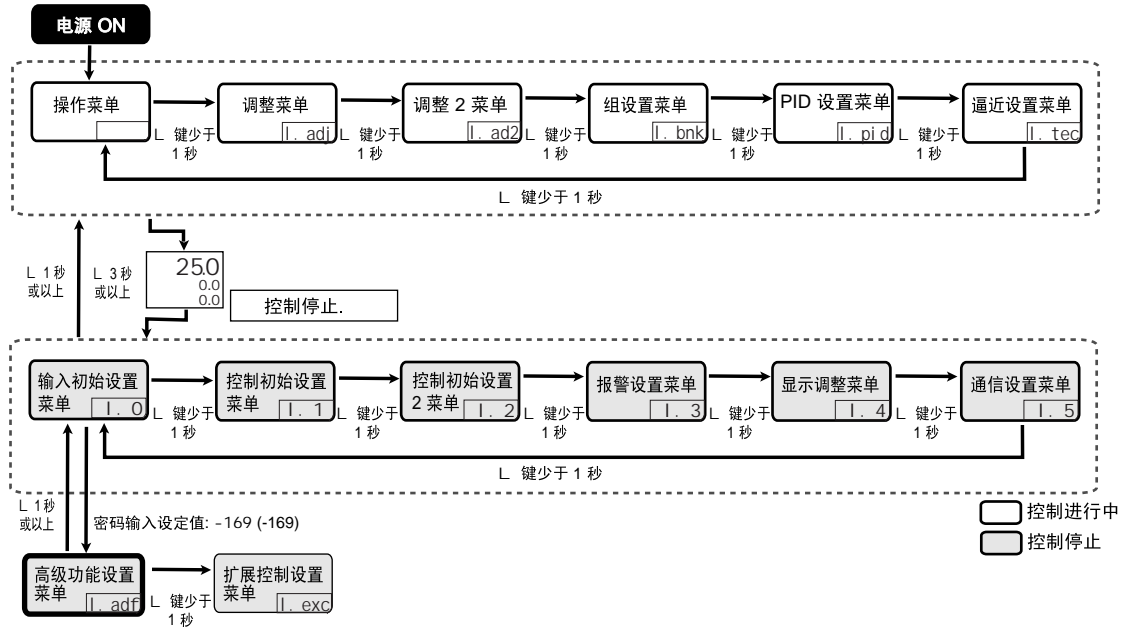 电源 ON
操作菜单
调整菜单
l. adj
调整 2 菜单
l. ad2
组设置菜单
l. bnk
PID 设置菜单
l. pid
逼近设置菜单
l. tec
L 键少于
1 秒
L 键少于
1 秒
L 键少于
1 秒
L 键少于
1 秒
L 键少于
1 秒
L 键少于 1 秒
L 1秒
或以上
L 3秒
或以上
25.0
0.0
0.0
控制停止.
输入初始设置
菜单
l. 0
控制初始设置
菜单
l. 1
控制初始设置
2 菜单
l. 2
报警设置菜单
l. 3
显示调整菜单
l. 4
通信设置菜单
l. 5
L 键少于
1 秒
L 键少于
1 秒
L 键少于
1 秒
L 键少于
1 秒
L 键少于
1 秒
L 键少于 1 秒
L 1秒
或以上
密码输入设定值: -169 (-169)
控制进行中
控制停止
高级功能设置
菜单
l. adf
L 键少于
1 秒
扩展控制设置
菜单
l. exc